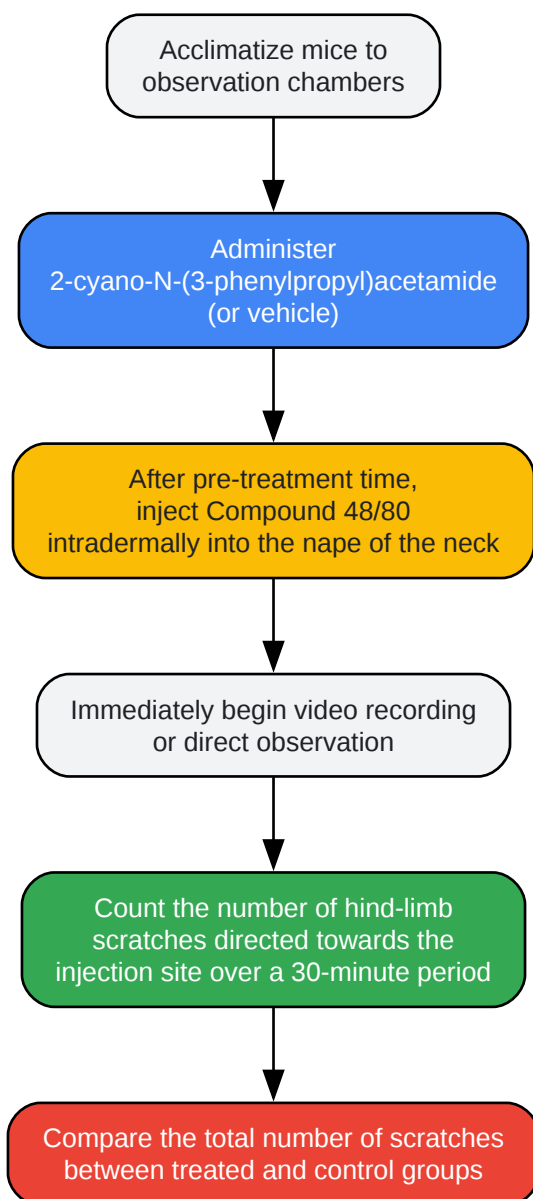 Acclimatize mice to
observation chambers
Administer
2-cyano-N-(3-phenylpropyl)acetamide
(or vehicle)
After pre-treatment time,
inject Compound 48/80
intradermally into the nape of the neck
Immediately begin video recording
or direct observation
Count the number of hind-limb
scratches directed towards the
injection site over a 30-minute period
Compare the total number of scratches
between treated and control groups